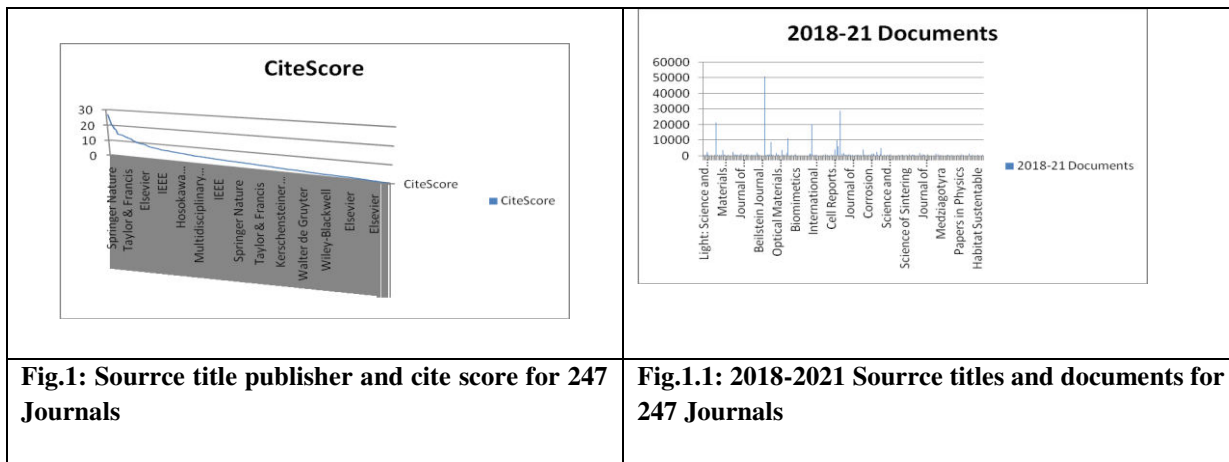 CiteScore
30
20
10
0
Springer Nature
Taylor & Francis
Elsevier
IEEE
Hosokawa...
Multidisciplinary...
IEEE
Springer Nature
Taylor & Francis
Kerschensteiner...
Walter de Gruyter
Wiley-Blackwell
Elsevier
Elsevier
CiteScore
CiteScore
2018-21 Documents
60000
50000
40000
30000
20000
10000
0
Light: Science and...
Materials...
Journal of...
Beilstein Journal...
Optical Materials...
Biomimetics
International...
Cell Reports...
Journal of...
Corrosion...
Science and...
Science of Sintering
Journal of...
Medziagotyra
Papers in Physics
Habitat Sustentable
2018-21 Documents
Fig.1: Sourrce title publisher and cite score for 247
Journals
Fig.1.1: 2018-2021 Sourrce titles and documents for
247 Journals